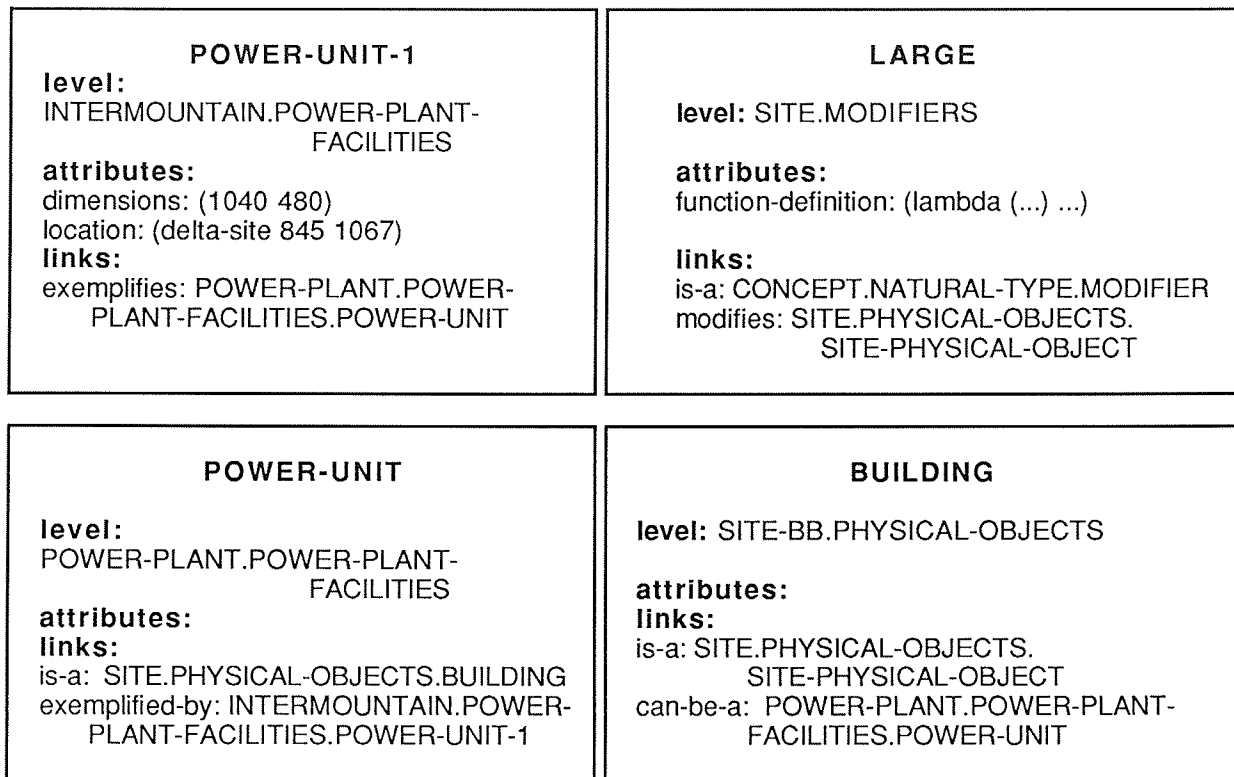 POWER-UNIT-1
level:
INTERMOUNTAIN.POWER-PLANT-
FACILITIES
attributes:
dimensions: (1040 480)
location: (delta-site 845 1067)
links:
exemplifies: POWER-PLANT.POWER-
PLANT-FACILITIES.POWER-UNIT
LARGE
level: SITE.MODIFIERS
attributes:
function-definition: (lambda (...) ...)
links:
is-a: CONCEPT.NATURAL-TYPE.MODIFIER
modifies: SITE.PHYSICAL-OBJECTS.
SITE-PHYSICAL-OBJECT
POWER-UNIT
level:
POWER-PLANT.POWER-PLANT-
FACILITIES
attributes:
links:
is-a: SITE.PHYSICAL-OBJECTS.BUILDING
exemplified-by: INTERMOUNTAIN.POWER-
PLANT-FACILITIES.POWER-UNIT-1
BUILDING
level: SITE-BB.PHYSICAL-OBJECTS
attributes:
links:
is-a: SITE.PHYSICAL-OBJECTS.
SITE-PHYSICAL-OBJECT
can-be-a: POWER-PLANT.POWER-PLANT-
FACILITIES.POWER-UNIT